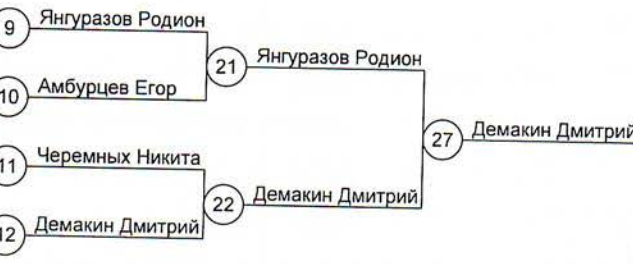 9 Янгуразов Родион
21 Янгуразов Родион
10 Амбурцев Егор
27 Демакин Дмитрий
11 Черемных Никита
22 Демакин Дмитрий
12 Демакин Дмитрий